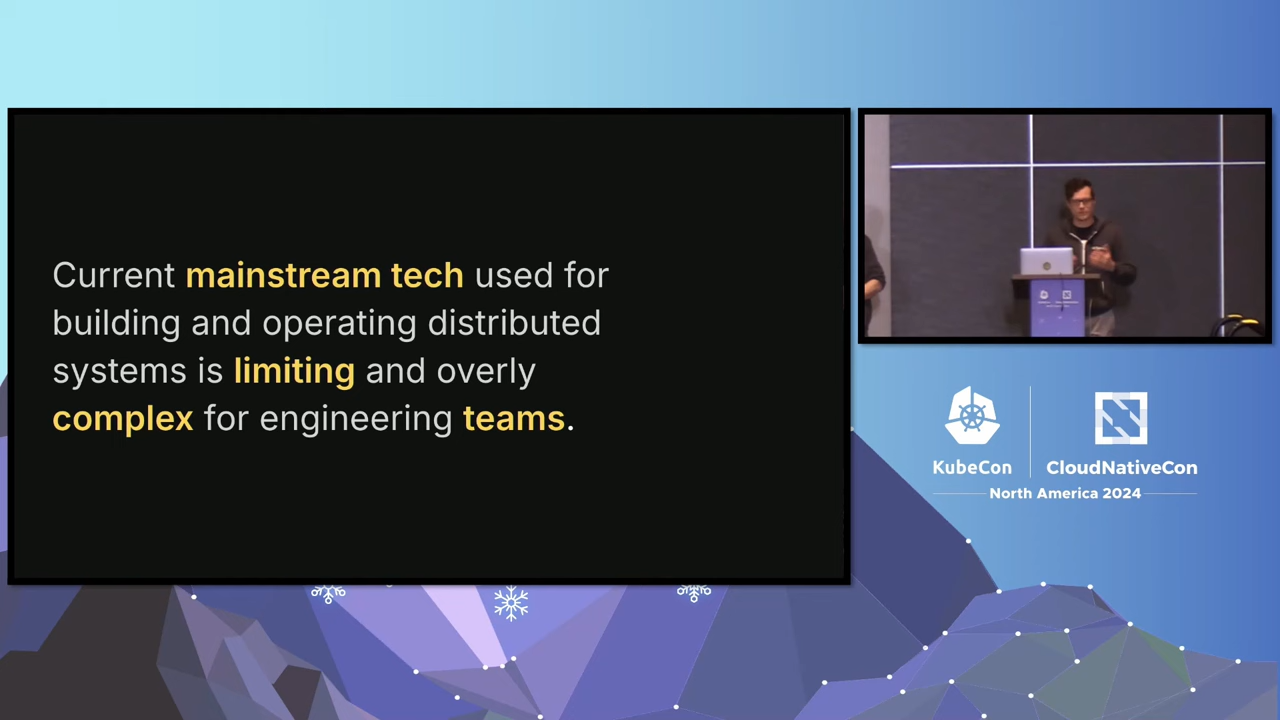 Current mainstream tech used for
building and operating distributed
systems is limiting and overly
complex for engineering teams.
KubeCon
CloudNativeCon
North America 2024